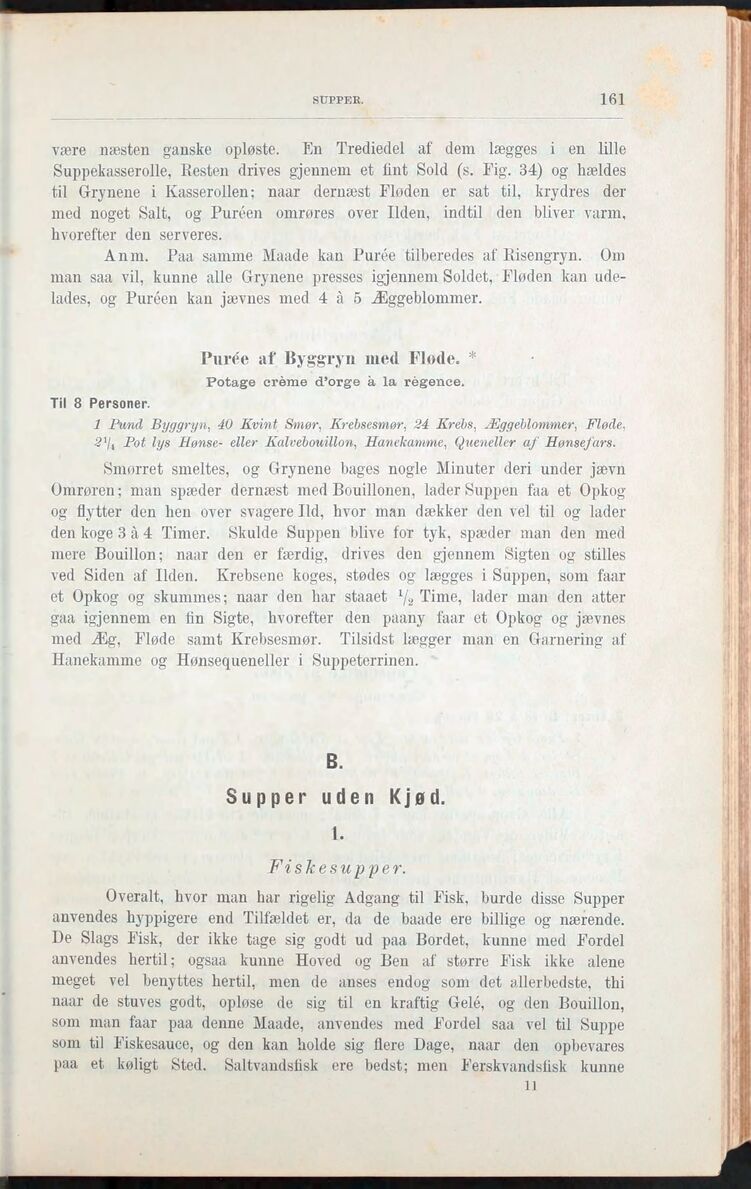 SUPPER. 161
være næsten ganske opløste. En Trediedel af dem lægges i en lille
Suppekasserolle, Resten drives gjennem et fint Sold (s. Fig. 34) og hældes
til Grynene i Kasserollen; naar dernæst Fløden er sat til, krydres der
med noget Salt, og Puréen omrøres over Ilden, indtil den bliver varm,
hvorefter den serveres.
Anm. Paa samme Maade kan Purée tilberedes af Risengryn. Om
man saa vil, kunne alle Grynene presses igjennem Soldet, Fløden kan ude-
lades, og Puréen kan jævnes med 4 à 5 Æggeblommer.
Purée af Byggryn med Fløde. *
Potage crème d'orge à la régence.
Til 8 Personer.
1 Pund Byggryn, 40 Kvint Smør, Krebsesmør, 24 Krebs, Æggeblommer, Fløde,
2¼ Pot lys Hønse- eller Kalvebouillon, Hanekamme, Queneller af Hønsefars.
Smørret smeltes, og Grynene bages nogle Minuter deri under jævn
Omrøren; man spæder dernæst med Bouillonen, lader Suppen faa et Opkog
og flytter den hen over svagere Ild, hvor man dækker den vel til og lader
den koge 3 à 4 Timer. Skulde Suppen blive for tyk, spæder man den med
mere Bouillon; naar den er færdig, drives den gjennem Sigten og stilles
ved Siden af Ilden. Krebsene koges, stødes og lægges i Suppen, som faar
et Opkog og skummes; naar den har staaet ½ Time, lader man den atter
gaa igjennem en fin Sigte, hvorefter den paany faar et Opkog og jævnes
med Æg, Fløde samt Krebsesmør. Tilsidst lægger man en Garnering af
Hanekamme og Hønsequeneller i Suppeterrinen.
B.
Supper uden Kjød.
1.
Fiskesupper.
Overalt, hvor man har rigelig Adgang til Fisk, burde disse Supper
anvendes hyppigere end Tilfældet er, da de baade ere billige og nærende.
De Slags Fisk, der ikke tage sig godt ud paa Bordet, kunne med Fordel
anvendes hertil; ogsaa kunne Hoved og Ben af større Fisk ikke alene
meget vel benyttes hertil, men de anses endog som det allerbedste, thi
naar de stuves godt, opløse de sig til en kraftig Gelé, og den Bouillon,
som man faar paa denne Maade, anvendes med Fordel saa vel til Suppe
som til Fiskesauce, og den kan holde sig flere Dage, naar den opbevares
paa et køligt Sted. Saltvandsfisk ere bedst; men Ferskvandsfisk kunne
11